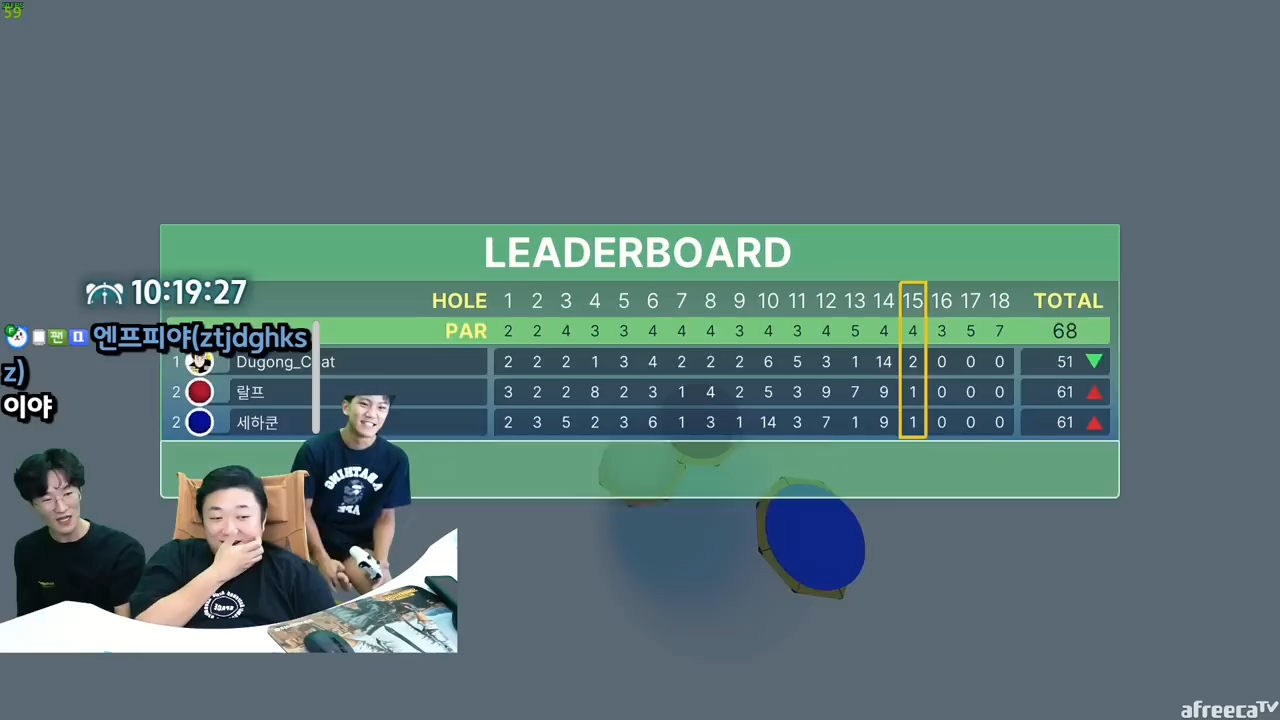 59
LEADERBOARD
10:19:27
HOLE 1 2 3 4 5 6 7 8 9 10 11 12 13 14 15 16 17 18 TOTAL
PAR 2 2 4 3 3 4 4 4 3 4 3 4 5 4 4 3 5 7 68
팬 엔프피야(ztjdghks
z)
이야
1 2 2 2 1 3 4 2 2 2 6 5 3 1 14 2 0 0 0 51
2 랄프 3 2 2 8 2 3 1 4 2 5 3 9 7 9 1 0 0 0 61
2 세하쿤 2 3 5 2 3 6 1 3 1 14 3 7 1 9 1 0 0 0 61
afreecaTV